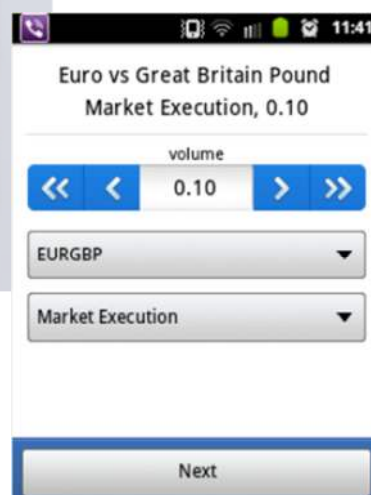 11:41
Euro vs Great Britain Pound
Market Execution, 0.10
volume
0.10
EURGBP
Market Execution
Next